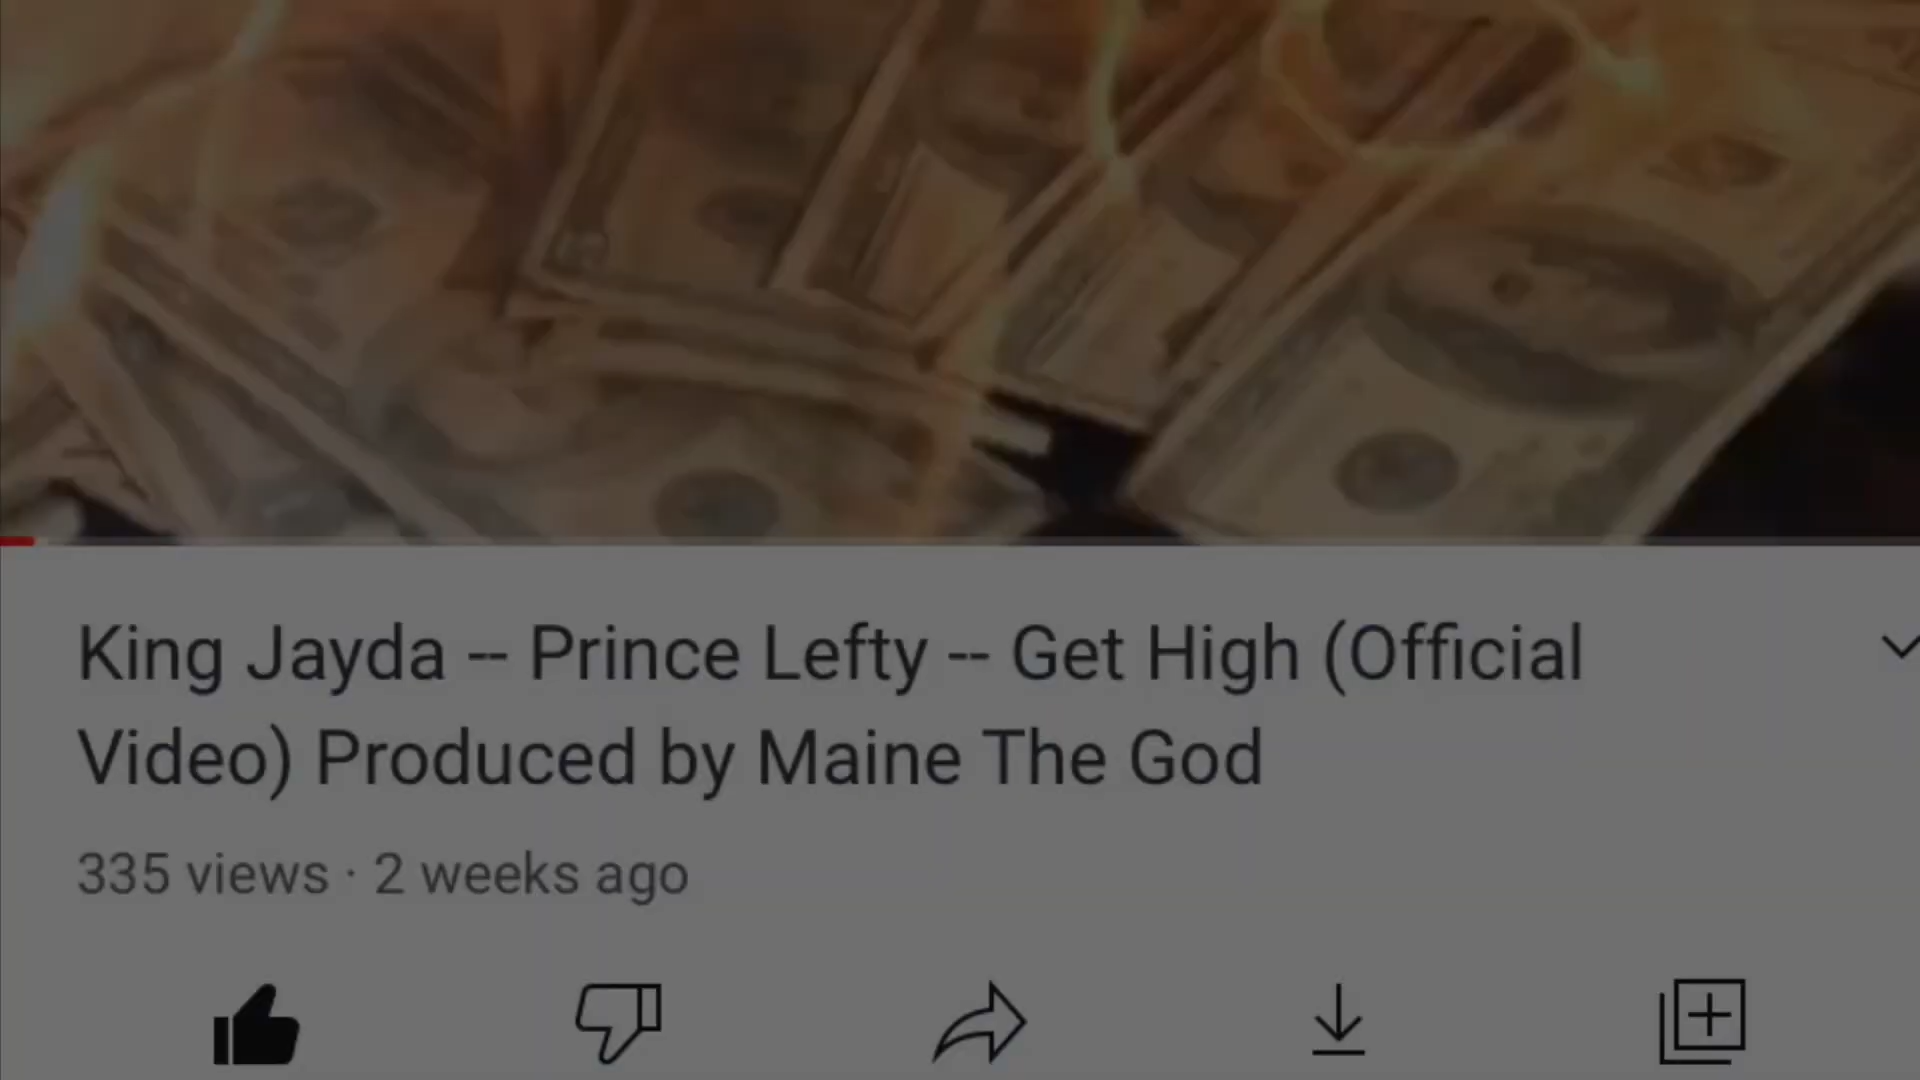 King Jayda -- Prince Lefty -- Get High (Official
Video) Produced by Maine The God
335 views · 2 weeks ago